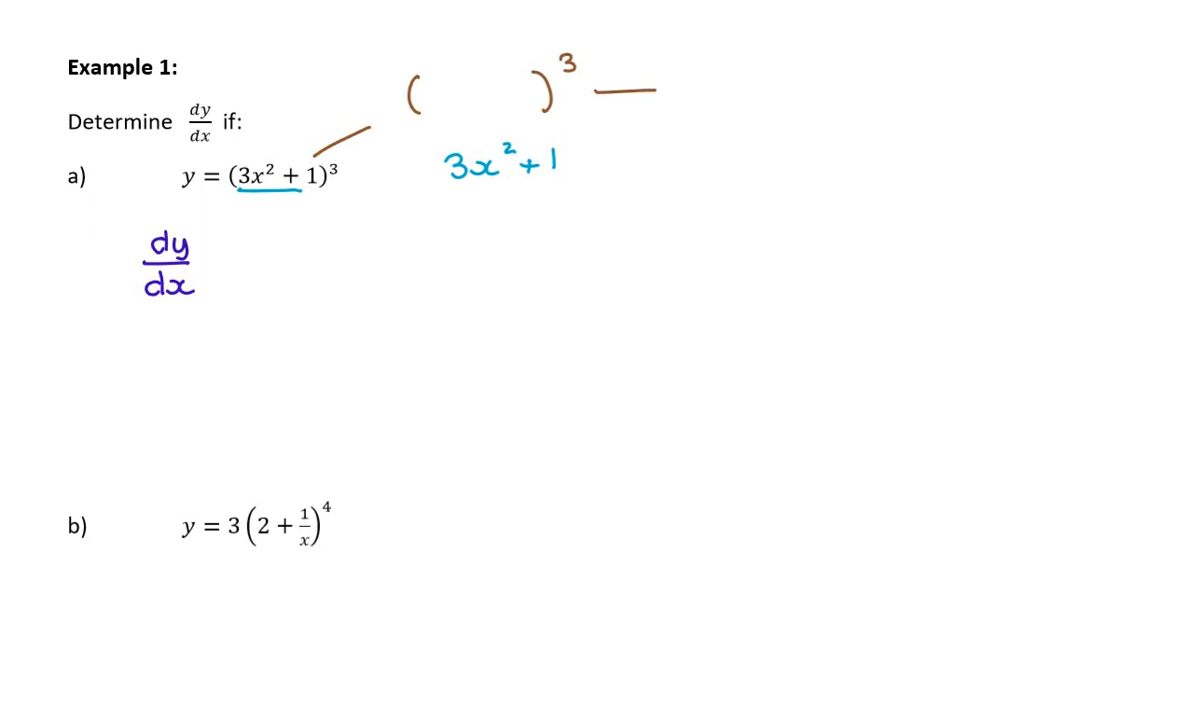 Example 1:
( )³ —
Determine dy/dx if:
a) y = (3x² + 1)³
3x² + 1
dy/dx
b) y = 3(2 + 1/x)⁴